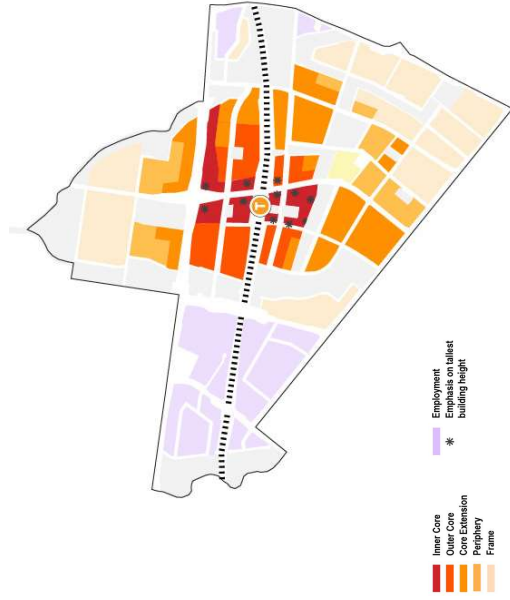 Inner Core
Outer Core
Core Extension
Periphery
Frame
Employment
Emphasis on tallest
building height
T